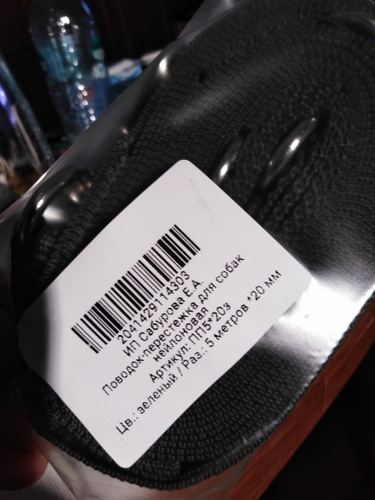 2041429114303
ИП Сабурова Е.А.
Поводок-перестежка для собак
нейлоновая
Артикул: ПП5*20з
Цв.: зеленый / Раз.: 5 метров *20 мм